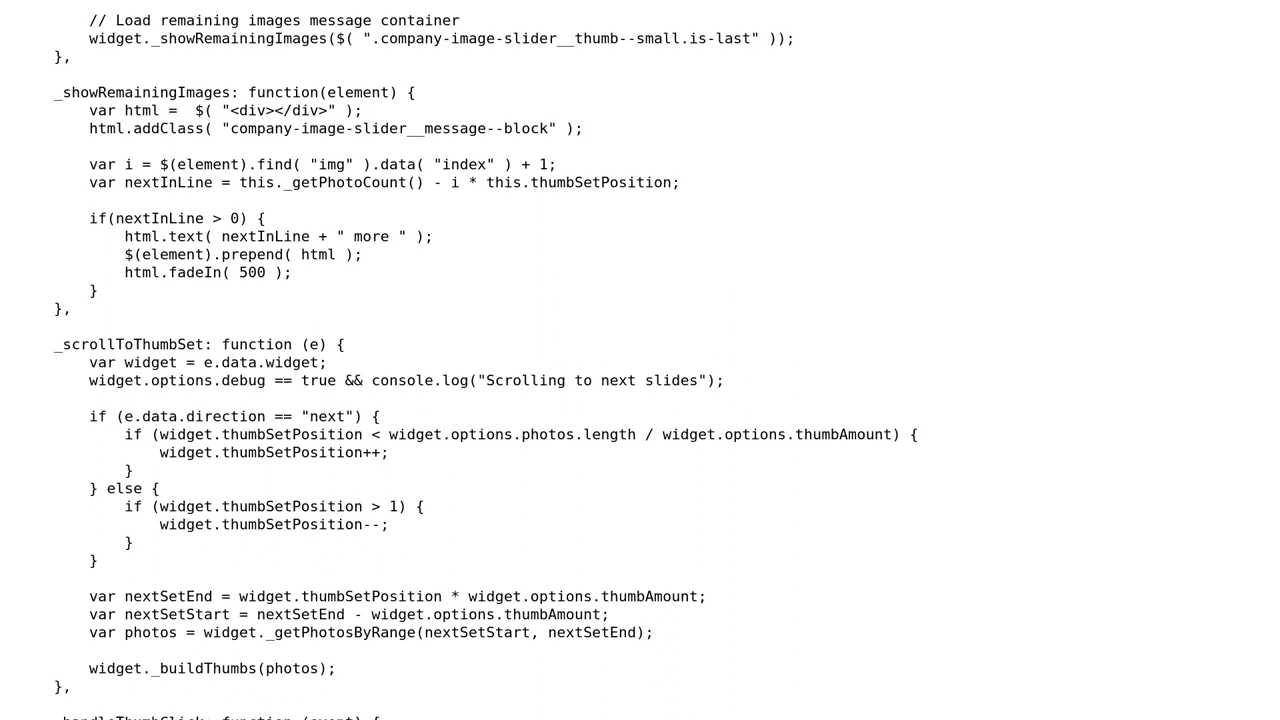 // Load remaining images message container
widget._showRemainingImages($( ".company-image-slider__thumb--small.is-last" ));
},
_showRemainingImages: function(element) {
var html =  $( "<div></div>" );
html.addClass( "company-image-slider__message--block" );
var i = $(element).find( "img" ).data( "index" ) + 1;
var nextInLine = this._getPhotoCount() - i * this.thumbSetPosition;
if(nextInLine > 0) {
html.text( nextInLine + " more " );
$(element).prepend( html );
html.fadeIn( 500 );
}
},
_scrollToThumbSet: function (e) {
var widget = e.data.widget;
widget.options.debug == true && console.log("Scrolling to next slides");
if (e.data.direction == "next") {
if (widget.thumbSetPosition < widget.options.photos.length / widget.options.thumbAmount) {
widget.thumbSetPosition++;
}
} else {
if (widget.thumbSetPosition > 1) {
widget.thumbSetPosition--;
}
}
var nextSetEnd = widget.thumbSetPosition * widget.options.thumbAmount;
var nextSetStart = nextSetEnd - widget.options.thumbAmount;
var photos = widget._getPhotosByRange(nextSetStart, nextSetEnd);
widget._buildThumbs(photos);
},
_handleThumbClick: function (event) {